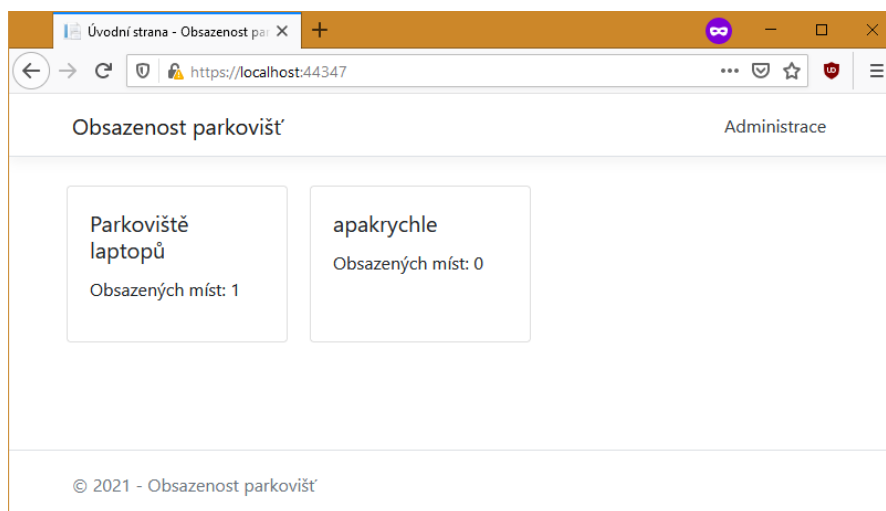 Úvodní strana - Obsazenost pa
https://localhost:44347
Obsazenost parkovišť
Administrace
Parkoviště
laptopů
Obsazených míst: 1
apakrychle
Obsazených míst: 0
© 2021 - Obsazenost parkovišť